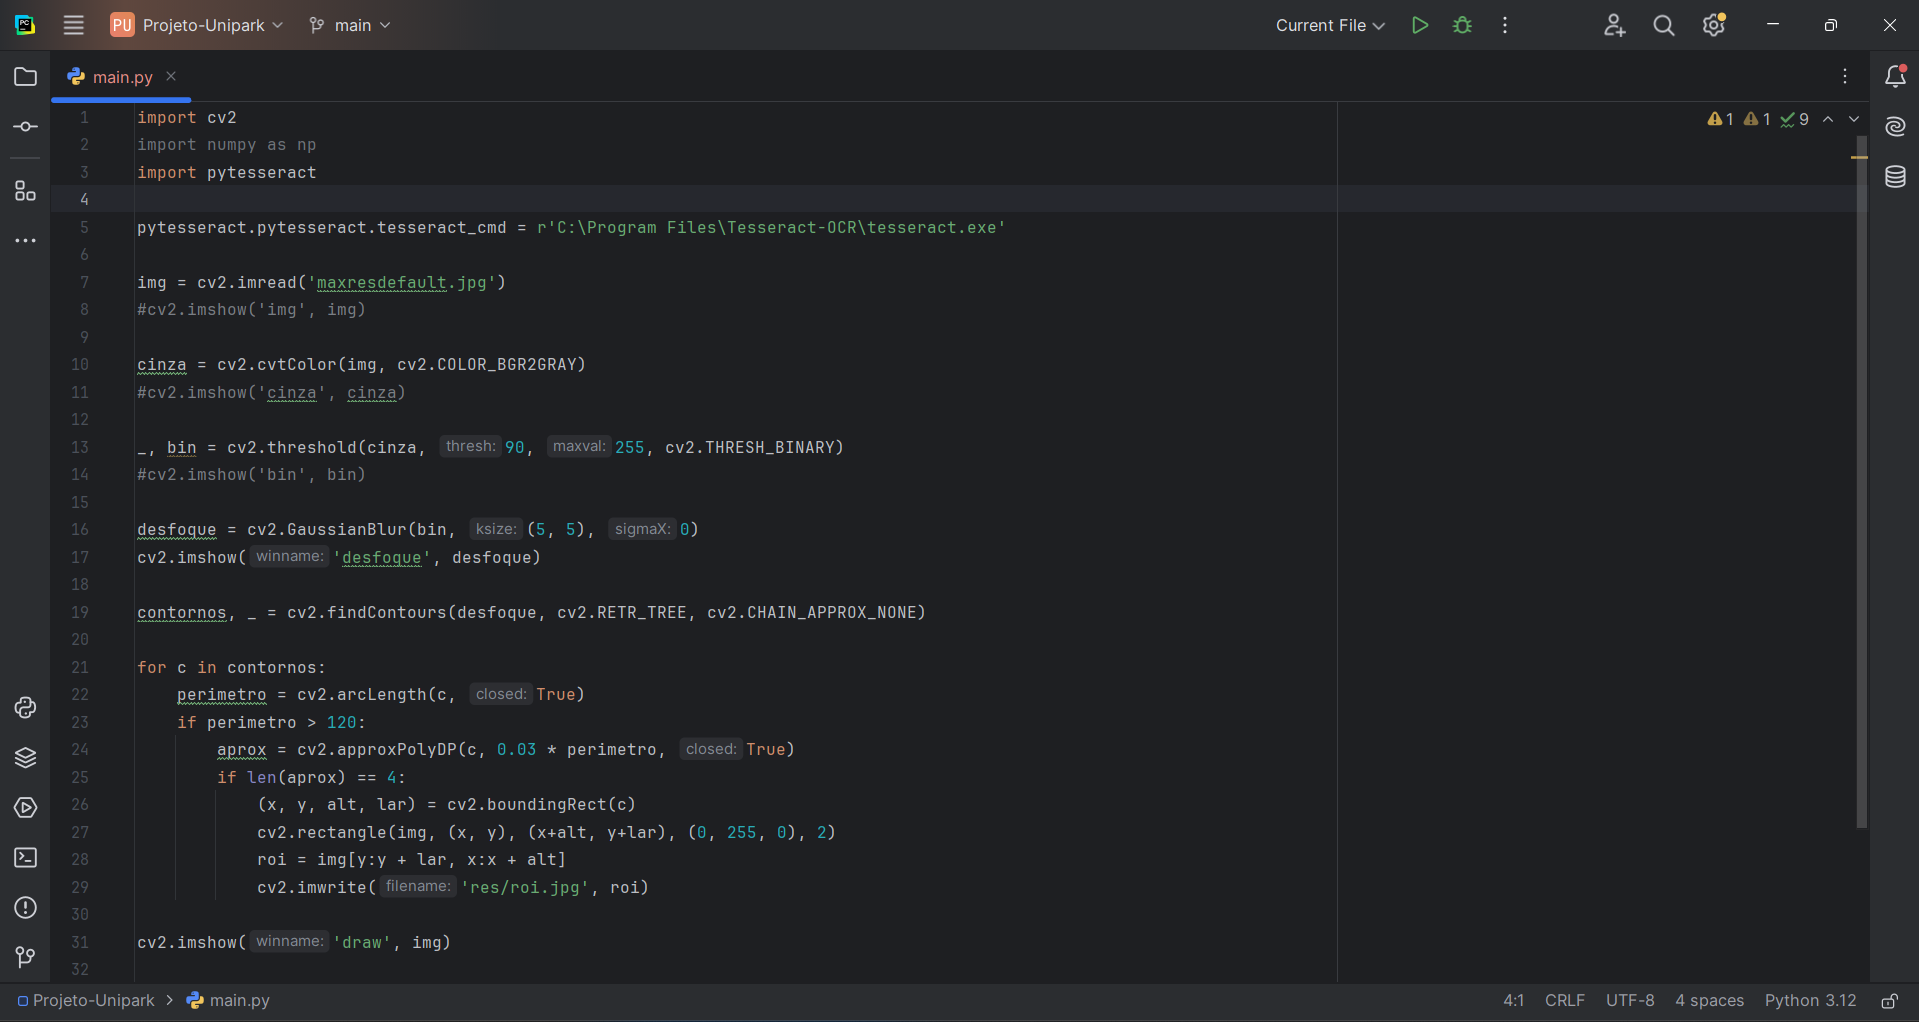 PU Projeto-Unipark main Current File
main.py
1 import cv2 1 1 9
2 import numpy as np
3 import pytesseract
4
5 pytesseract.pytesseract.tesseract_cmd = r'C:\Program Files\Tesseract-OCR\tesseract.exe'
6
7 img = cv2.imread('maxresdefault.jpg')
8 #cv2.imshow('img', img)
9
10 cinza = cv2.cvtColor(img, cv2.COLOR_BGR2GRAY)
11 #cv2.imshow('cinza', cinza)
12
13 _, bin = cv2.threshold(cinza, thresh: 90, maxval: 255, cv2.THRESH_BINARY)
14 #cv2.imshow('bin', bin)
15
16 desfoque = cv2.GaussianBlur(bin, ksize: (5, 5), sigmaX: 0)
17 cv2.imshow( winname: 'desfoque', desfoque)
18
19 contornos, _ = cv2.findContours(desfoque, cv2.RETR_TREE, cv2.CHAIN_APPROX_NONE)
20
21 for c in contornos:
22 perimetro = cv2.arcLength(c, closed: True)
23 if perimetro > 120:
24 aprox = cv2.approxPolyDP(c, 0.03 * perimetro, closed: True)
25 if len(aprox) == 4:
26 (x, y, alt, lar) = cv2.boundingRect(c)
27 cv2.rectangle(img, (x, y), (x+alt, y+lar), (0, 255, 0), 2)
28 roi = img[y:y + lar, x:x + alt]
29 cv2.imwrite( filename: 'res/roi.jpg', roi)
30
31 cv2.imshow( winname: 'draw', img)
32
Projeto-Unipark > main.py 4:1 CRLF UTF-8 4 spaces Python 3.12